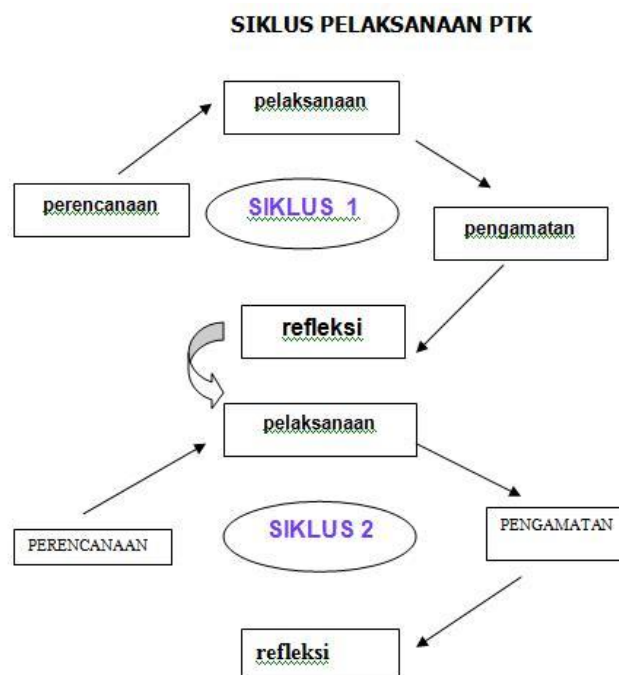 SIKLUS PELAKSANAAN PTK
pelaksanaan
perencanaan
SIKLUS 1
pengamatan
refleksi
pelaksanaan
PERENCANAAN
SIKLUS 2
PENGAMATAN
refleksi